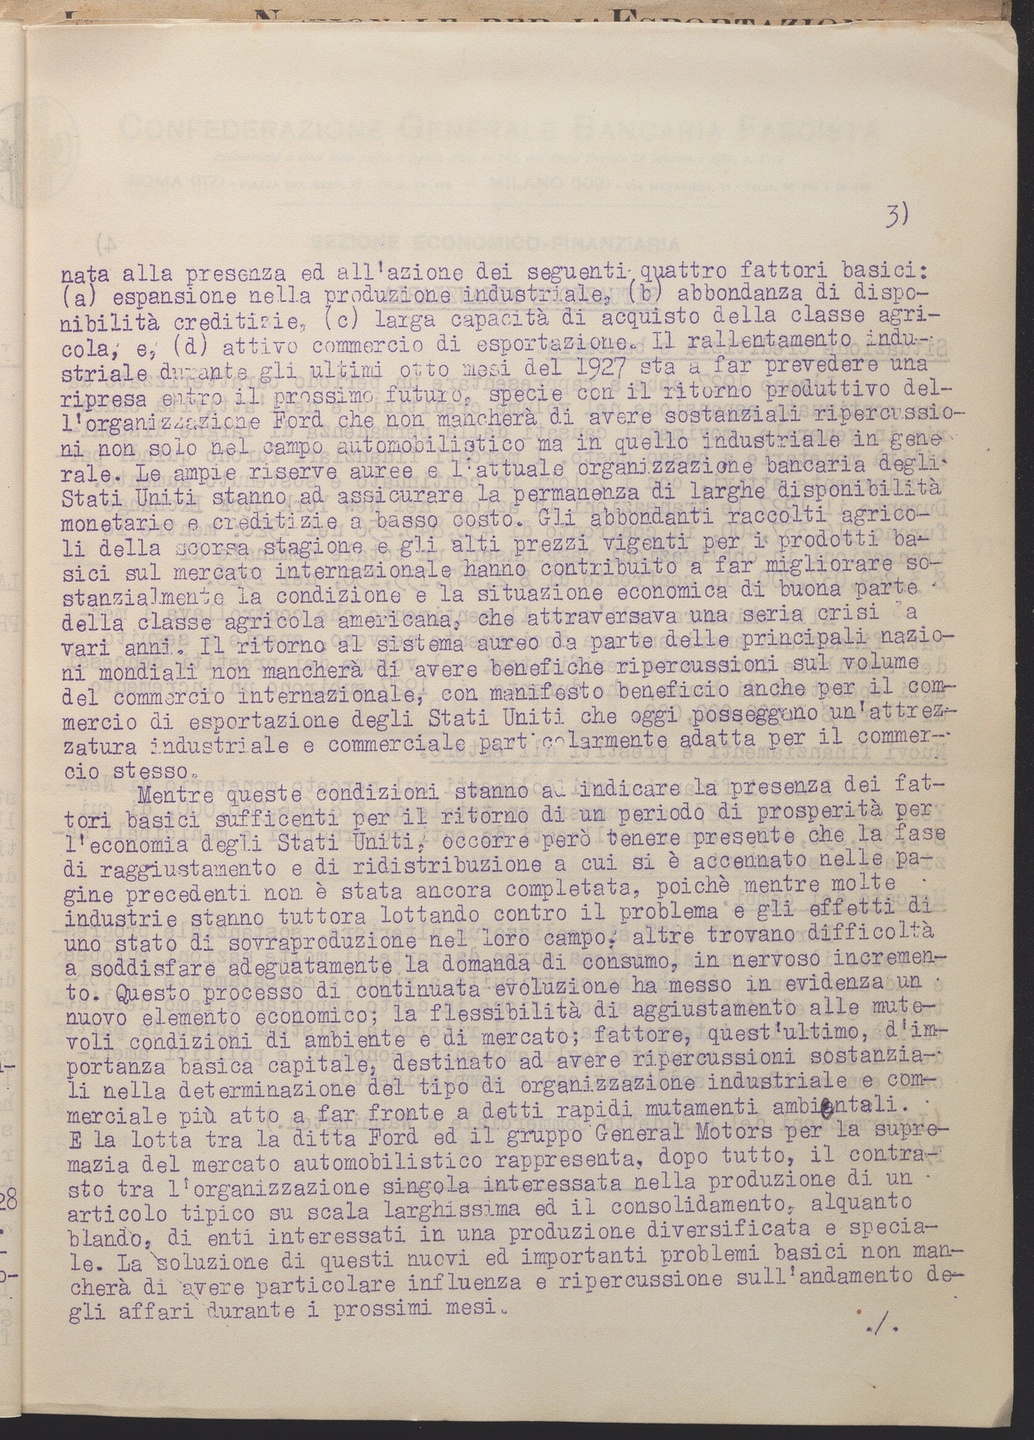 3)
nata alla presenza ed all'azione dei seguenti quattro fattori basici:
(a) espansione nella produzione industriale, (b) abbondanza di dispo-
nibilità creditizie, (c) larga capacità di acquisto della classe agri-
cola, e, (d) attivo commercio di esportazione. Il rallentamento indu-
striale durante gli ultimi otto mesi del 1927 sta a far prevedere una
ripresa entro il prossimo futuro, specie con il ritorno produttivo del-
l'organizzazione Ford che non mancherà di avere sostanziali ripercussio-
ni non solo nel campo automobilistico ma in quello industriale in gene
rale. Le ampie riserve auree e l'attuale organizzazione bancaria degli
Stati Uniti stanno ad assicurare la permanenza di larghe disponibilità
monetarie e creditizie a basso costo. Gli abbondanti raccolti agrico-
li della scorsa stagione e gli alti prezzi vigenti per i prodotti ba-
sici sul mercato internazionale hanno contribuito a far migliorare so-
stanzialmente la condizione e la situazione economica di buona parte
della classe agricola americana, che attraversava una seria crisi a
vari anni. Il ritorno al sistema aureo da parte delle principali nazio-
ni mondiali non mancherà di avere benefiche ripercussioni sul volume
del commercio internazionale, con manifesto beneficio anche per il com-
mercio di esportazione degli Stati Uniti che oggi posseggono un'attrez-
zatura industriale e commerciale particolarmente adatta per il commer-
cio stesso.
Mentre queste condizioni stanno ad indicare la presenza dei fat-
tori basici sufficenti per il ritorno di un periodo di prosperità per
l'economia degli Stati Uniti, occorre però tenere presente che la fase
di raggiustamento e di ridistribuzione a cui si è accennato nelle pa-
gine precedenti non è stata ancora completata, poichè mentre molte
industrie stanno tuttora lottando contro il problema e gli effetti di
uno stato di sovraproduzione nel loro campo, altre trovano difficoltà
a soddisfare adeguatamente la domanda di consumo, in nervoso incremen-
to. Questo processo di continuata evoluzione ha messo in evidenza un
nuovo elemento economico; la flessibilità di aggiustamento alle mute-
voli condizioni di ambiente e di mercato; fattore, quest'ultimo, d'im-
portanza basica capitale, destinato ad avere ripercussioni sostanzia-
li nella determinazione del tipo di organizzazione industriale e com-
merciale più atto a far fronte a detti rapidi mutamenti ambientali.
E la lotta tra la ditta Ford ed il gruppo General Motors per la supre-
mazia del mercato automobilistico rappresenta, dopo tutto, il contra-
sto tra l'organizzazione singola interessata nella produzione di un
articolo tipico su scala larghissima ed il consolidamento, alquanto
blando, di enti interessati in una produzione diversificata e specia-
le. La soluzione di questi nuovi ed importanti problemi basici non man-
cherà di avere particolare influenza e ripercussione sull'andamento de-
gli affari durante i prossimi mesi.
./.